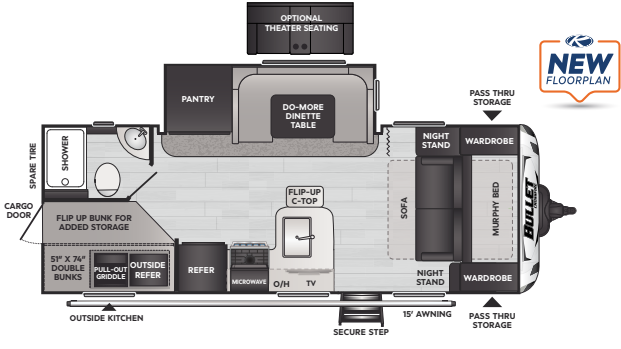 OPTIONAL
THEATER SEATING
NEW
FLOORPLAN
PANTRY
DO-MORE
DINETTE
TABLE
PASS THRU
STORAGE
SPARE TIRE
SHOWER
NIGHT
STAND
WARDROBE
CARGO
DOOR
FLIP UP BUNK FOR
ADDED STORAGE
FLIP-UP
C-TOP
SOFA
MURPHY BED
BULLET
51" X 74"
DOUBLE
BUNKS
PULL-OUT
GRIDDLE
OUTSIDE
REFER
REFER
MICROWAVE
O/H
TV
NIGHT
STAND
WARDROBE
OUTSIDE KITCHEN
SECURE STEP
15' AWNING
PASS THRU
STORAGE